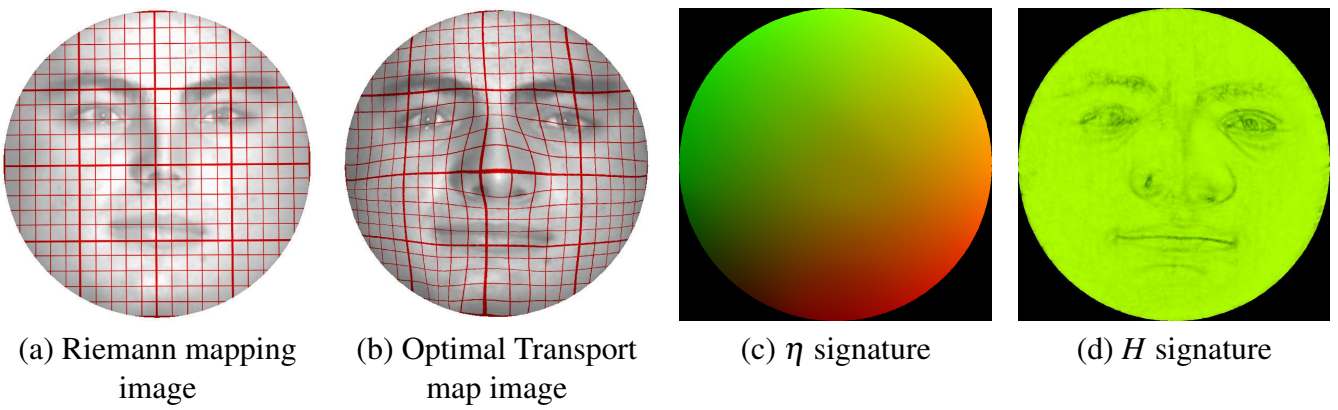 (a) Riemann mapping
image
(b) Optimal Transport
map image
(c) η signature
(d) H signature